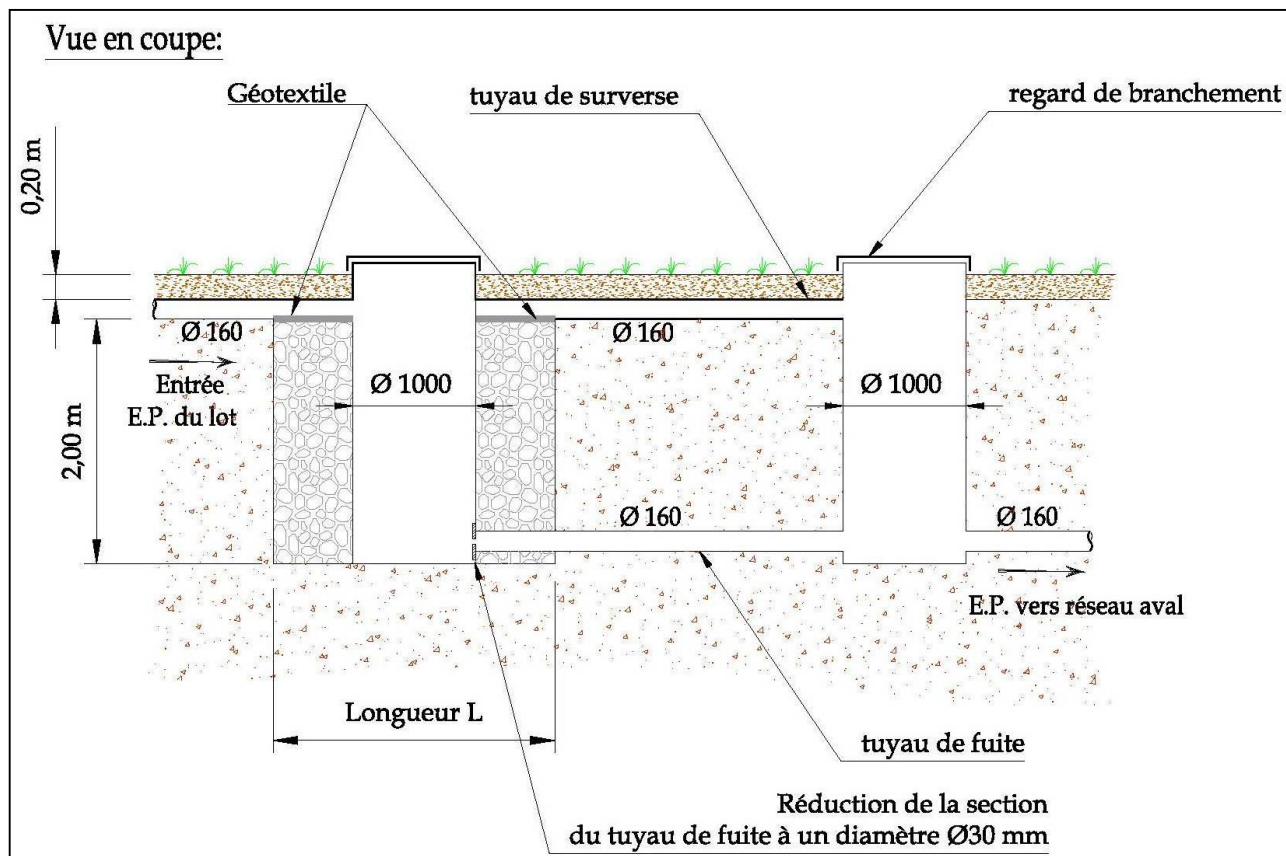 Vue en coupe:
Géotextile
tuyau de surverse
regard de branchement
0,20 m
Ø 160
Ø 160
Entrée
E.P. du lot
Ø 1000
Ø 1000
2,00 m
Ø 160
Ø 160
E.P. vers réseau aval
Longueur L
tuyau de fuite
Réduction de la section
du tuyau de fuite à un diamètre Ø30 mm